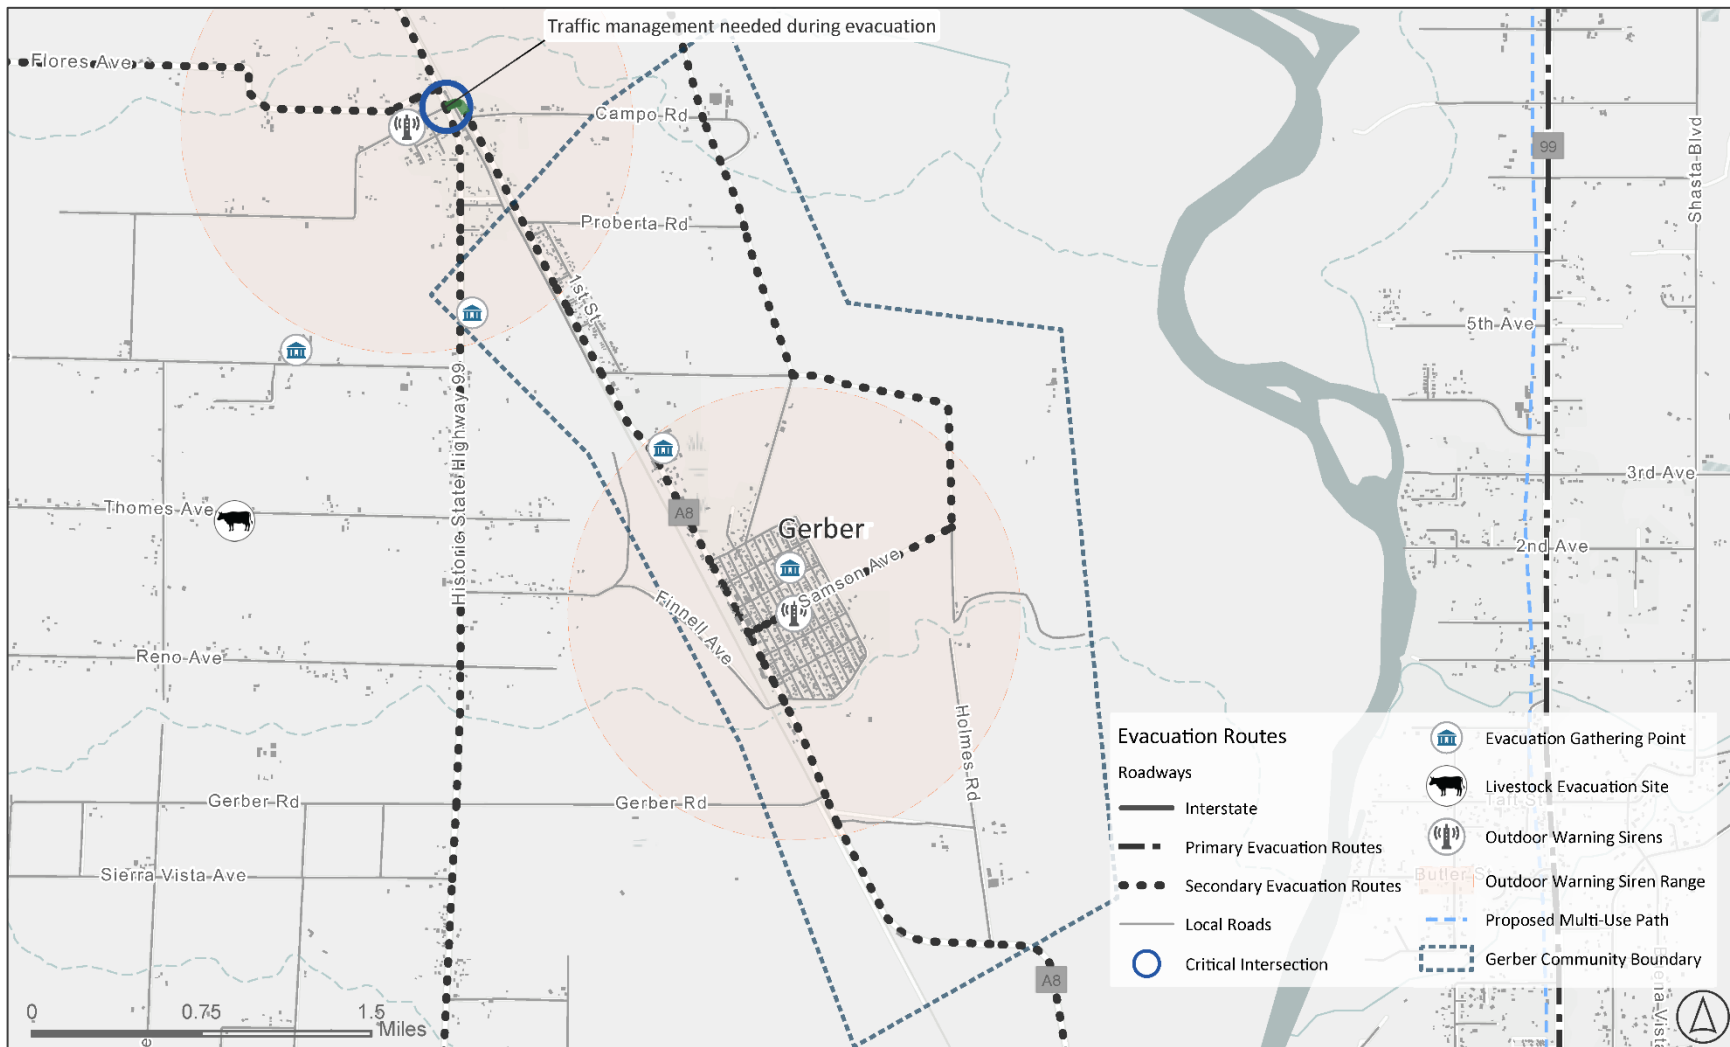 Traffic management needed during evacuation
Flores Ave
Campo Rd
99
Shasta-Blvd
Proberta Rd
1st St
5th Ave
Historic State Highway 99
3rd Ave
Thomes Ave
A8
Gerber
2nd Ave
Samson Ave
Finnell Ave
Reno Ave
Holmes Rd
Gerber Rd
Gerber Rd
Sierra Vista Ave
A8
Evacuation Routes
Roadways
Interstate
Primary Evacuation Routes
Secondary Evacuation Routes
Local Roads
Critical Intersection
Evacuation Gathering Point
Livestock Evacuation Site
Taft St
Outdoor Warning Sirens
Butler St
Outdoor Warning Siren Range
Proposed Multi-Use Path
Gerber Community Boundary
0 0.75 1.5
Miles